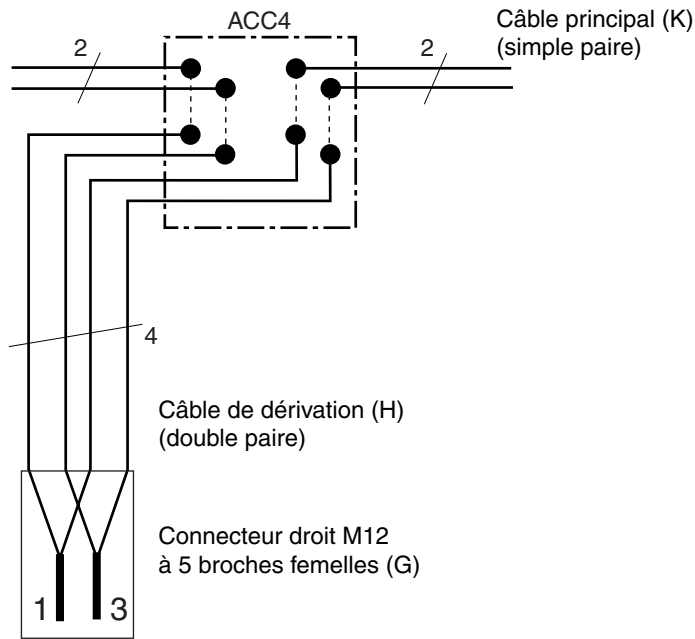 ACC4
Câble principal (K)
(simple paire)
2
2
4
Câble de dérivation (H)
(double paire)
Connecteur droit M12
à 5 broches femelles (G)
1
3